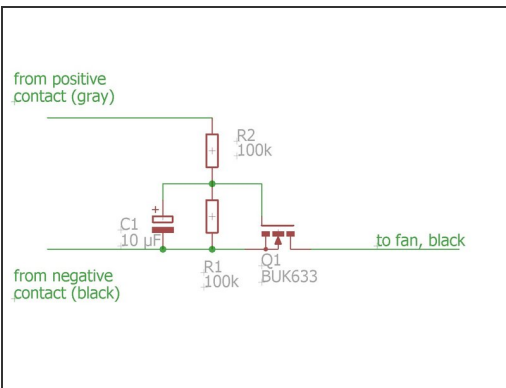 from positive
contact (gray)
R2
100k
+
C1
10 µF
to fan, black
from negative
contact (black)
R1
100k
Q1
BUK633